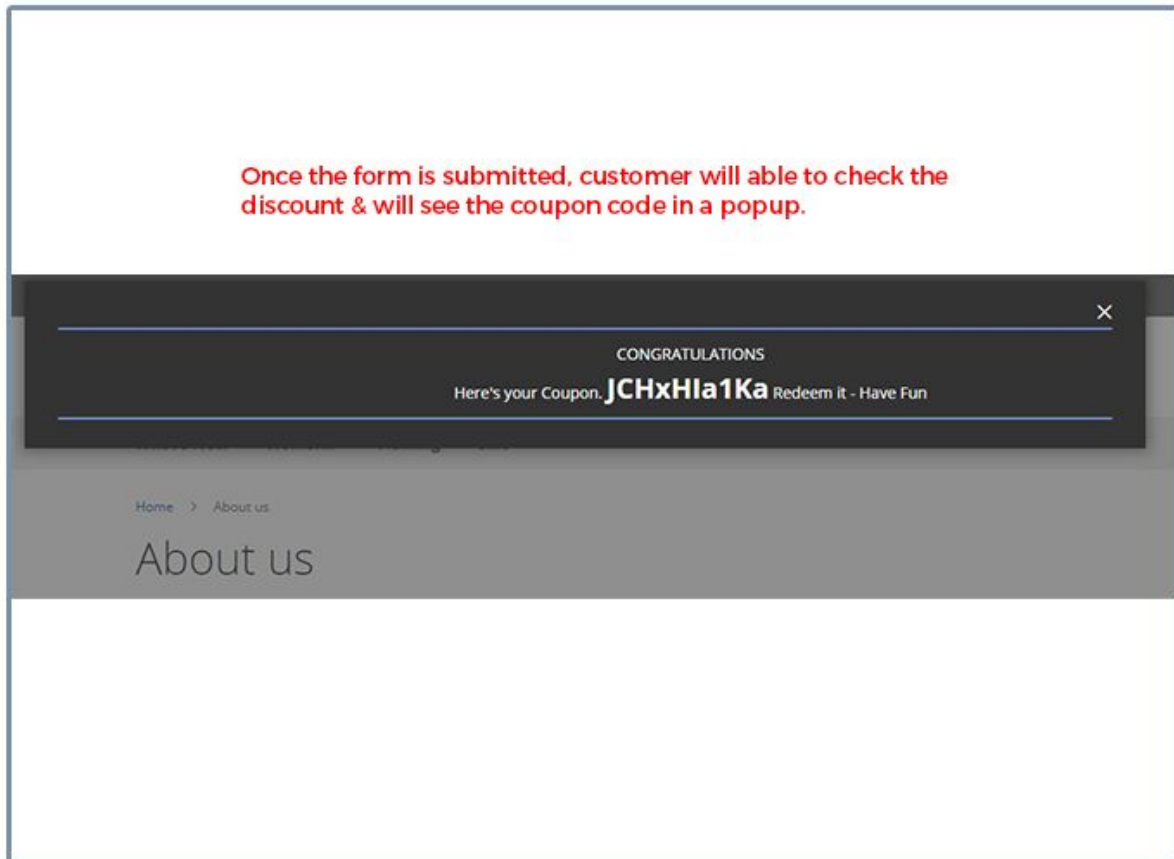 Once the form is submitted, customer will able to check the
discount & will see the coupon code in a popup.
×
CONGRATULATIONS
Here's your Coupon. JCHxHIa1Ka Redeem it - Have Fun
Home > About us
About us